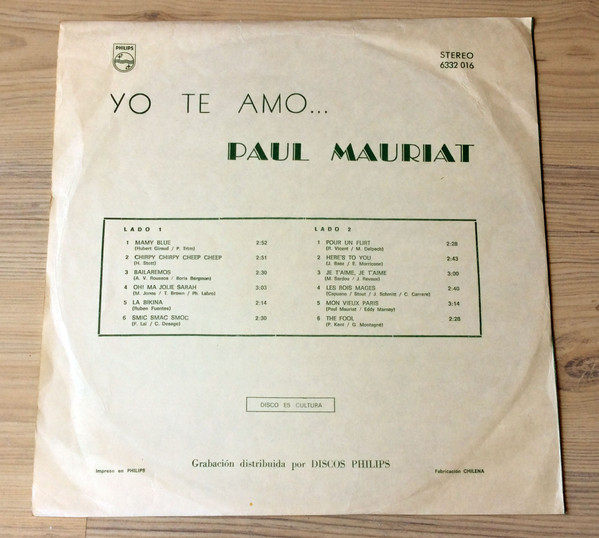 PHILIPS
STEREO
6332 016
YO TE AMO...
PAUL MAURIAT
LADO 1
1 MAMY BLUE 2:52
(Hubert Giraud / P. Trim)
2 CHIRPY CHIRPY CHEEP CHEEP 2:51
(H. Stott)
3 BAILAREMOS 2:30
(A. V. Rossone / Boris Bergman)
4 OH! MA JOLIE SARAH 3:03
(M. Jones / T. Brown / Ph. Labro)
5 LA BIKINA 2:14
(Ruben Fuentes)
6 SMIC SMAC SMOC 2:30
(F. Lai / C. Desage)
LADO 2
1 POUR UN FLIRT 2:28
(R. Vicent / M. Delpech)
2 HERE'S TO YOU 2:43
(J. Baez / E. Morricone)
3 JE T'AIME, JE T'AIME 3:00
(M. Sardou / J. Revaux)
4 LES ROIS MAGES 2:40
(Capuano / Stout / J. Schmitz / C. Carrere)
5 MON VIEUX PARIS 3:14
(Paul Mauriat / Eddy Marnay)
6 THE FOOL 2:28
(P. Kent / G. Montagné)
DISCO ES CULTURA
Grabación distribuida por DISCOS PHILIPS
Impreso en PHILIPS
Fabricación CHILENA